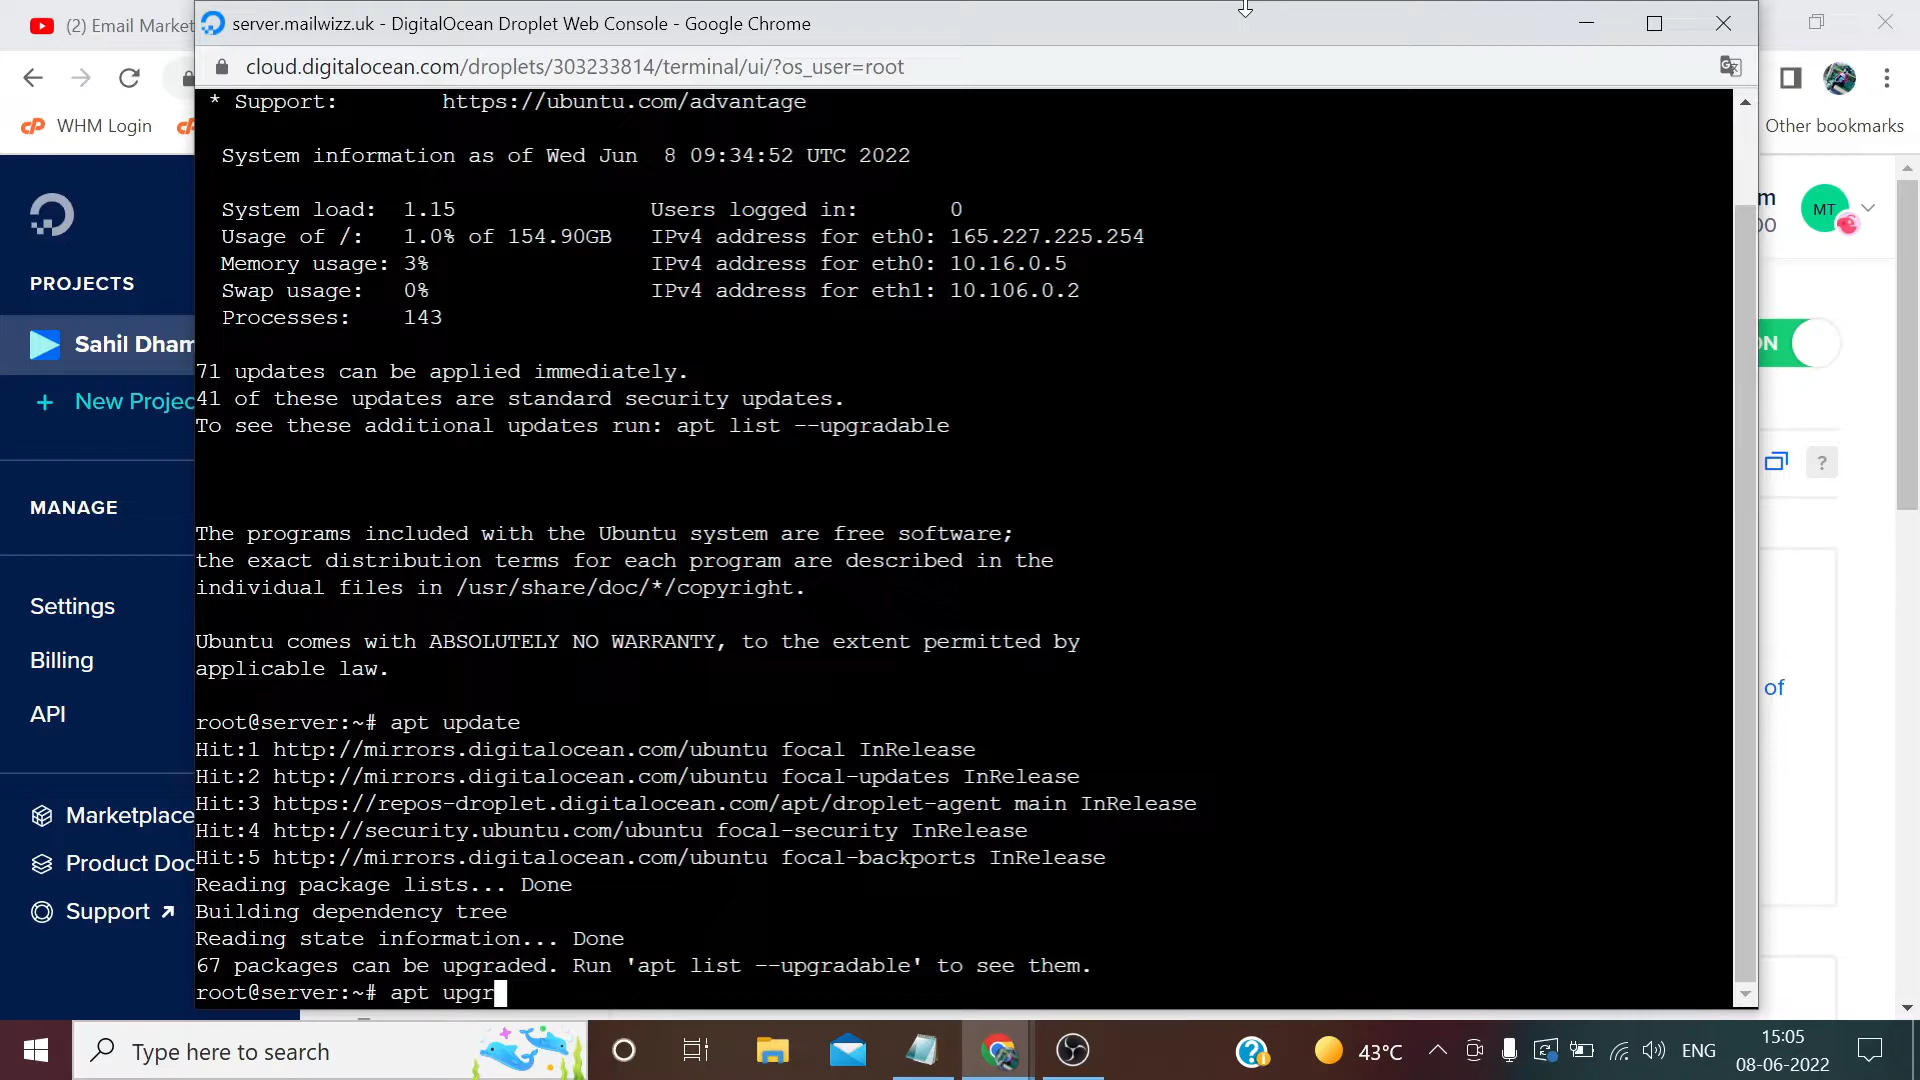 (2) Email Market
server.mailwizz.uk - DigitalOcean Droplet Web Console - Google Chrome
cloud.digitalocean.com/droplets/303233814/terminal/ui/?os_user=root
WHM Login
Other bookmarks
* Support:        https://ubuntu.com/advantage
System information as of Wed Jun  8 09:34:52 UTC 2022
System load:  1.15               Users logged in:       0
Usage of /:   1.0% of 154.90GB   IPv4 address for eth0: 165.227.225.254
Memory usage: 3%                 IPv4 address for eth0: 10.16.0.5
Swap usage:   0%                 IPv4 address for eth1: 10.106.0.2
Processes:    143
71 updates can be applied immediately.
41 of these updates are standard security updates.
To see these additional updates run: apt list --upgradable
The programs included with the Ubuntu system are free software;
the exact distribution terms for each program are described in the
individual files in /usr/share/doc/*/copyright.
Ubuntu comes with ABSOLUTELY NO WARRANTY, to the extent permitted by
applicable law.
root@server:~# apt update
Hit:1 http://mirrors.digitalocean.com/ubuntu focal InRelease
Hit:2 http://mirrors.digitalocean.com/ubuntu focal-updates InRelease
Hit:3 https://repos-droplet.digitalocean.com/apt/droplet-agent main InRelease
Hit:4 http://security.ubuntu.com/ubuntu focal-security InRelease
Hit:5 http://mirrors.digitalocean.com/ubuntu focal-backports InRelease
Reading package lists... Done
Building dependency tree
Reading state information... Done
67 packages can be upgraded. Run 'apt list --upgradable' to see them.
root@server:~# apt upgr
PROJECTS
Sahil Dham
+ New Projec
MANAGE
Settings
Billing
API
Marketplace
Product Doc
Support ↗
m
00
MT
ON
?
of
Type here to search
43°C
ENG
15:05
08-06-2022